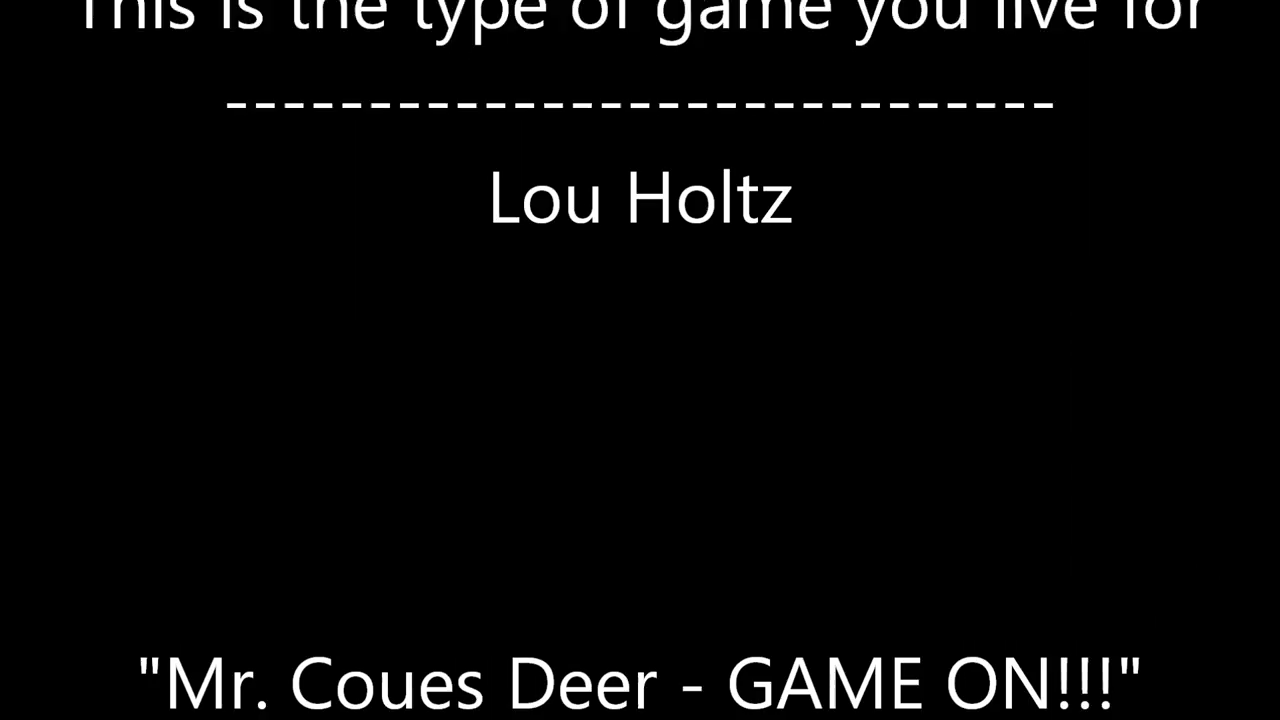 This is the type of game you live for
-----------------------------
Lou Holtz
"Mr. Coues Deer - GAME ON!!!"